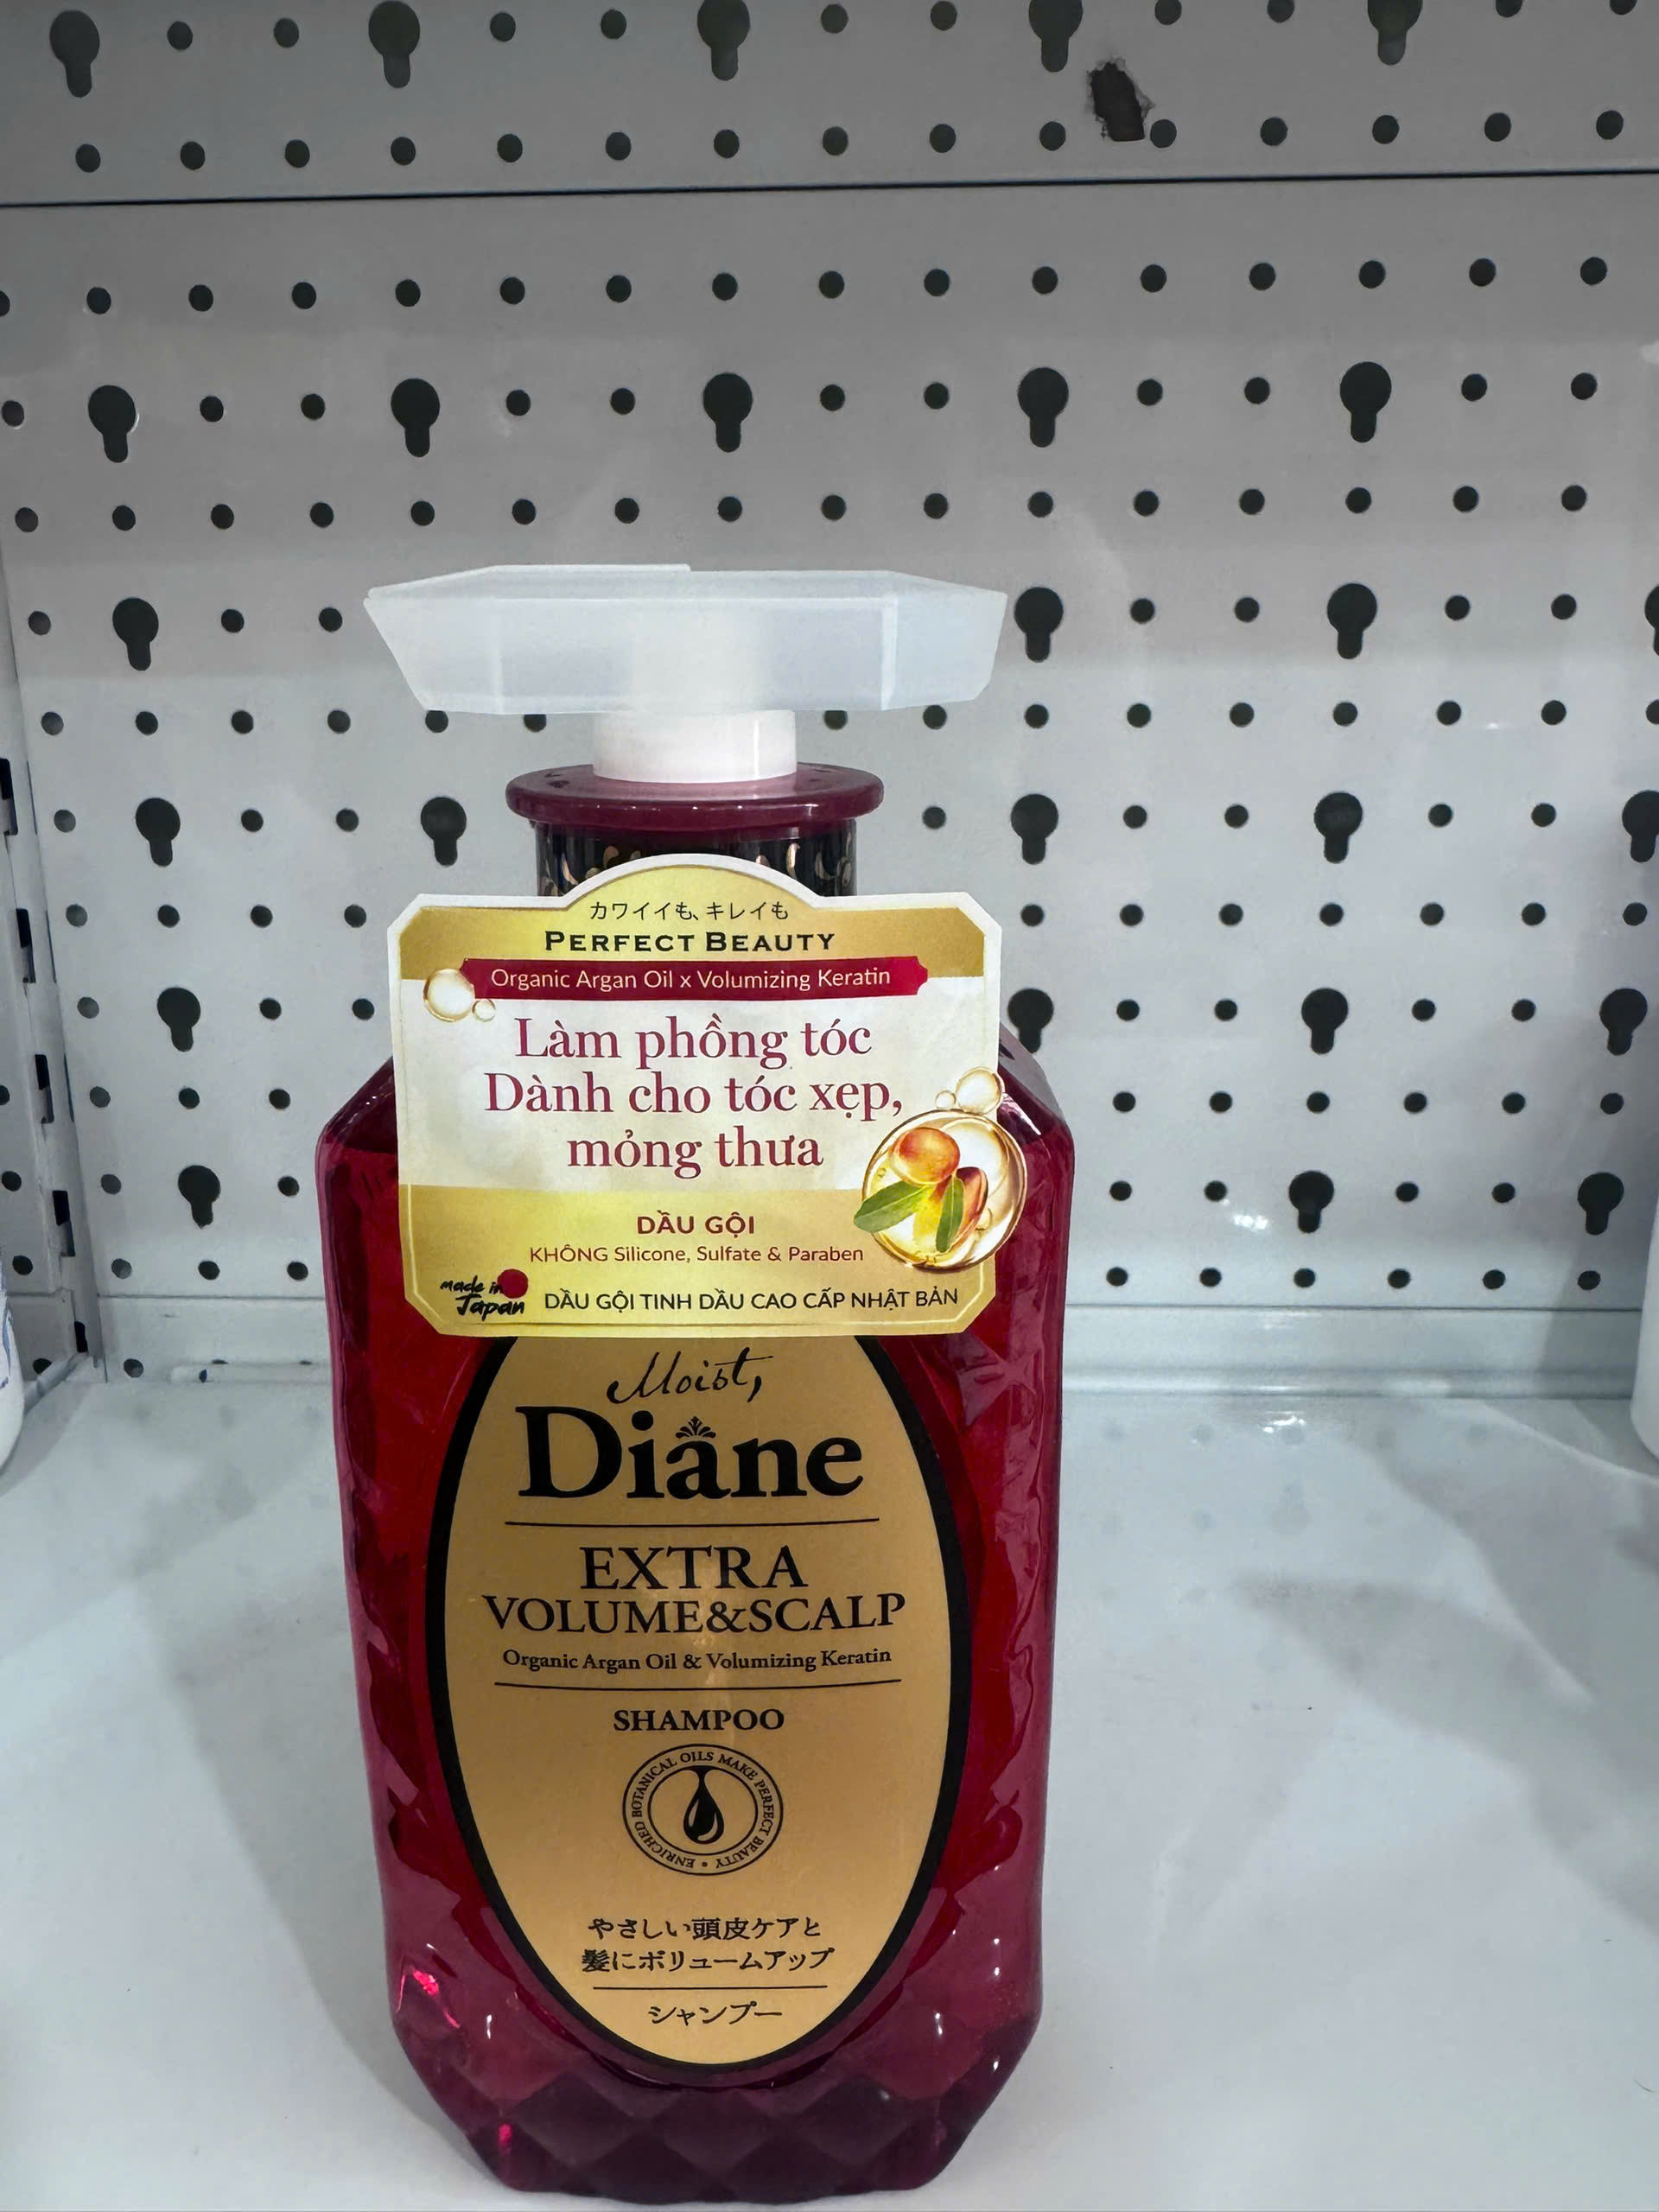 カワイイも、キレイも
PERFECT BEAUTY
Organic Argan Oil x Volumizing Keratin
Làm phồng tóc
Dành cho tóc xẹp,
mỏng thưa
DẦU GỘI
KHÔNG Silicone, Sulfate & Paraben
made in
Japan
DẦU GỘI TINH DẦU CAO CẤP NHẬT BẢN
Moist,
Diane
EXTRA
VOLUME&SCALP
Organic Argan Oil & Volumizing Keratin
SHAMPOO
ENRICHED BOTANICAL OILS MAKE PERFECT BEAUTY •
やさしい頭皮ケアと
髪にボリュームアップ
シャンプー